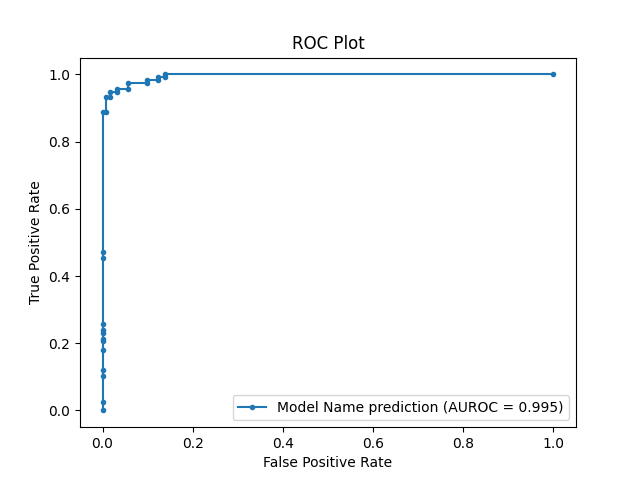 ROC Plot
True Positive Rate
1.0
0.8
0.6
0.4
0.2
0.0
Model Name prediction (AUROC = 0.995)
0.0 0.2 0.4 0.6 0.8 1.0
False Positive Rate